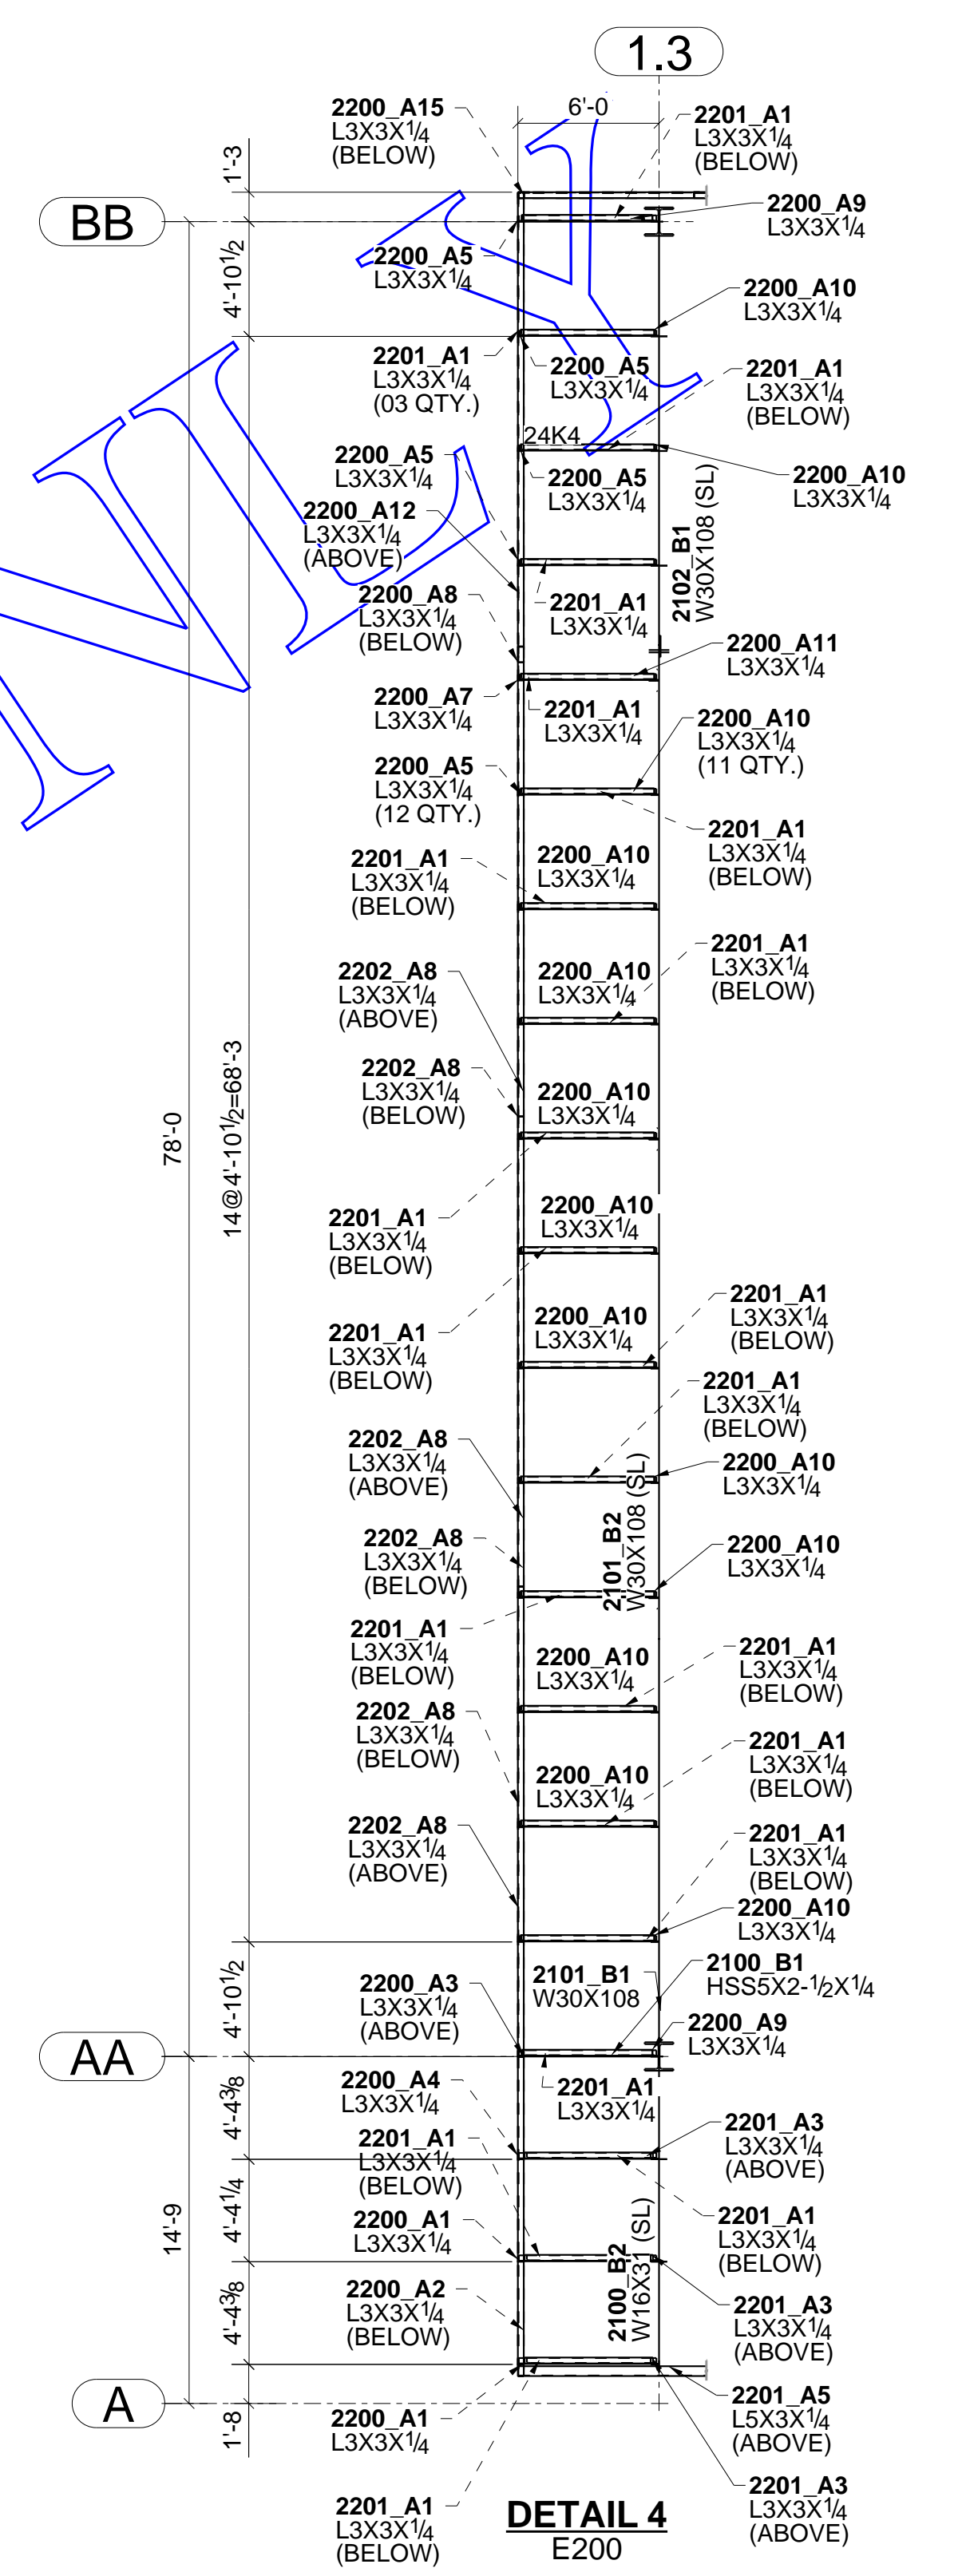 1.3
6'-0
2200_A15
L3X3X1/4
(BELOW)
2201_A1
L3X3X1/4
(BELOW)
1'-3
BB
2200_A9
L3X3X1/4
2200_A5
L3X3X1/4
4'-10 1/2
2200_A10
L3X3X1/4
2201_A1
L3X3X1/4
(03 QTY.)
2200_A5
L3X3X1/4
2201_A1
L3X3X1/4
(BELOW)
24K4
2200_A5
L3X3X1/4
2200_A5
L3X3X1/4
2200_A10
L3X3X1/4
2200_A12
L3X3X1/4
(ABOVE)
2102_B1
W30X108 (SL)
2200_A8
L3X3X1/4
(BELOW)
2201_A1
L3X3X1/4
2200_A11
L3X3X1/4
2200_A7
L3X3X1/4
2201_A1
L3X3X1/4
2200_A10
L3X3X1/4
(11 QTY.)
2200_A5
L3X3X1/4
(12 QTY.)
2201_A1
L3X3X1/4
(BELOW)
2201_A1
L3X3X1/4
(BELOW)
2200_A10
L3X3X1/4
2201_A1
L3X3X1/4
(BELOW)
2202_A8
L3X3X1/4
(ABOVE)
2200_A10
L3X3X1/4
2202_A8
L3X3X1/4
(BELOW)
2200_A10
L3X3X1/4
78'-0
14@4'-10 1/2=68'-3
2201_A1
L3X3X1/4
(BELOW)
2200_A10
L3X3X1/4
2201_A1
L3X3X1/4
(BELOW)
2200_A10
L3X3X1/4
2201_A1
L3X3X1/4
(BELOW)
2201_A1
L3X3X1/4
(BELOW)
2202_A8
L3X3X1/4
(ABOVE)
2200_A10
L3X3X1/4
2101_B2
W30X108 (SL)
2202_A8
L3X3X1/4
(BELOW)
2200_A10
L3X3X1/4
2201_A1
L3X3X1/4
(BELOW)
2200_A10
L3X3X1/4
2201_A1
L3X3X1/4
(BELOW)
2202_A8
L3X3X1/4
(BELOW)
2200_A10
L3X3X1/4
2201_A1
L3X3X1/4
(BELOW)
2202_A8
L3X3X1/4
(ABOVE)
2201_A1
L3X3X1/4
(BELOW)
2200_A10
L3X3X1/4
4'-10 1/2
2200_A3
L3X3X1/4
(ABOVE)
2101_B1
W30X108
2100_B1
HSS5X2-1/2X1/4
2200_A9
L3X3X1/4
AA
2200_A4
L3X3X1/4
2201_A1
L3X3X1/4
4'-4 3/8
2201_A1
L3X3X1/4
(BELOW)
2201_A3
L3X3X1/4
(ABOVE)
14'-9
4'-4 1/4
2200_A1
L3X3X1/4
2201_A1
L3X3X1/4
(BELOW)
2100_B2
W16X31 (SL)
4'-4 3/8
2200_A2
L3X3X1/4
(BELOW)
2201_A3
L3X3X1/4
(ABOVE)
A
1'-8
2200_A1
L3X3X1/4
2201_A5
L5X3X1/4
(ABOVE)
2201_A1
L3X3X1/4
(BELOW)
2201_A3
L3X3X1/4
(ABOVE)
DETAIL 4
E200